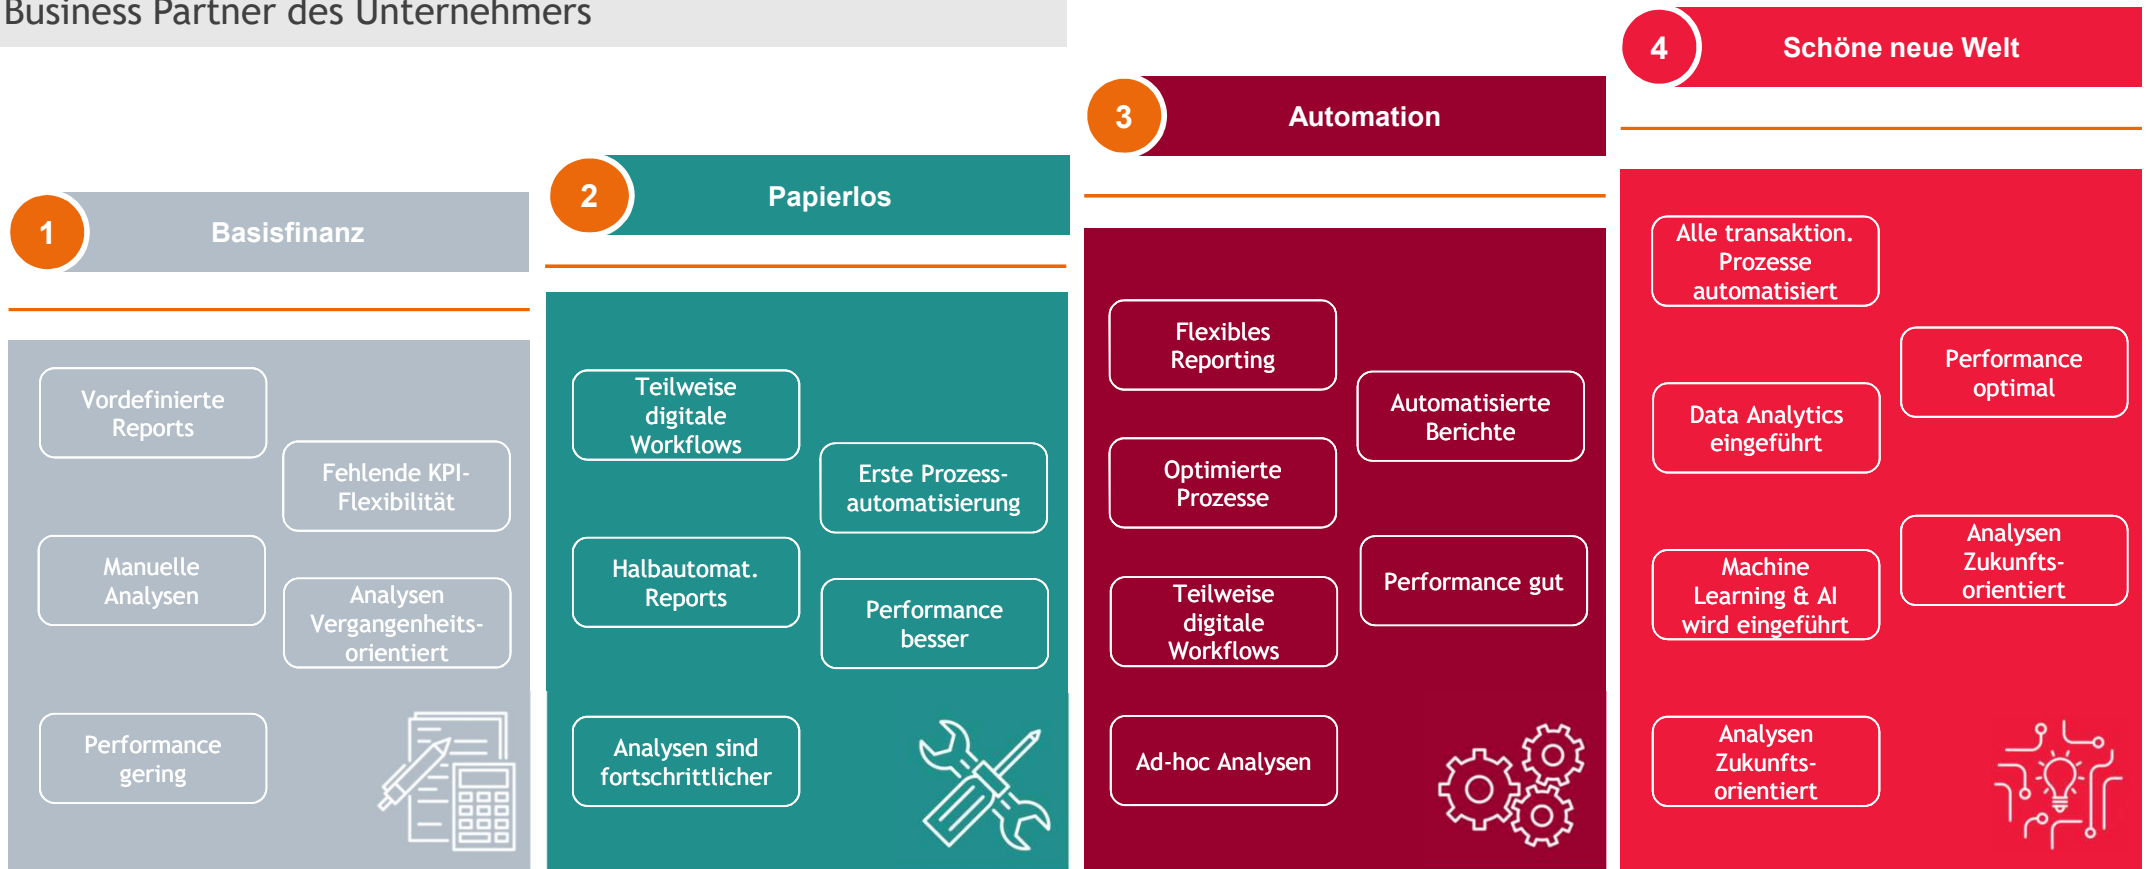 Business Partner des Unternehmers
1
Basisfinanz
Vordefinierte
Reports
Fehlende KPI-
Flexibilität
Manuelle
Analysen
Analysen
Vergangenheits-
orientiert
Performance
gering
2
Papierlos
Teilweise
digitale
Workflows
Erste Prozess-
automatisierung
Halbautomat.
Reports
Performance
besser
Analysen sind
fortschrittlicher
3
Automation
Flexibles
Reporting
Automatisierte
Berichte
Optimierte
Prozesse
Performance gut
Teilweise
digitale
Workflows
Ad-hoc Analysen
4
Schöne neue Welt
Alle transaktion.
Prozesse
automatisiert
Performance
optimal
Data Analytics
eingeführt
Analysen
Zukunfts-
orientiert
Machine
Learning & AI
wird eingeführt
Analysen
Zukunfts-
orientiert